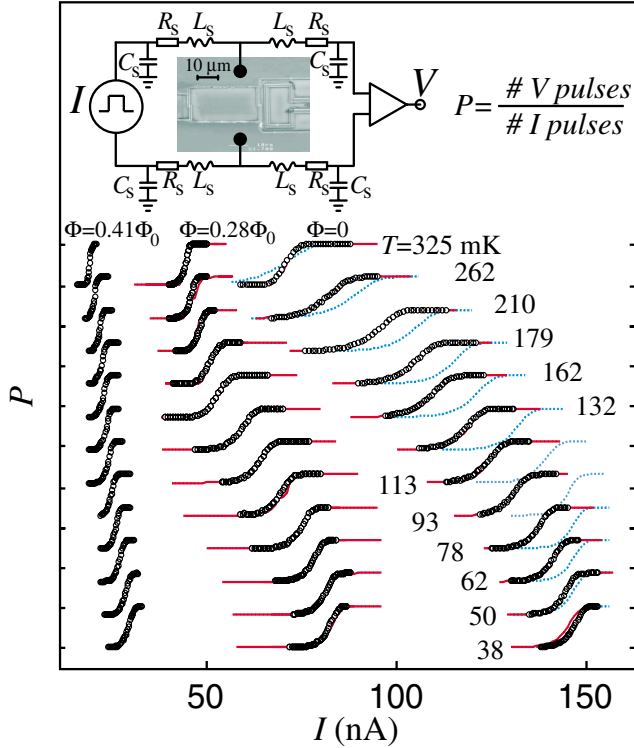 R_S L_S L_S R_S
C_S 10 μm C_S
I V P = # V pulses / # I pulses
C_S R_S L_S L_S R_S C_S
Φ=0.41Φ_0 Φ=0.28Φ_0 Φ=0
T=325 mK
262
210
179
162
132
113
93
78
62
50
38
P
50 100 150
I (nA)